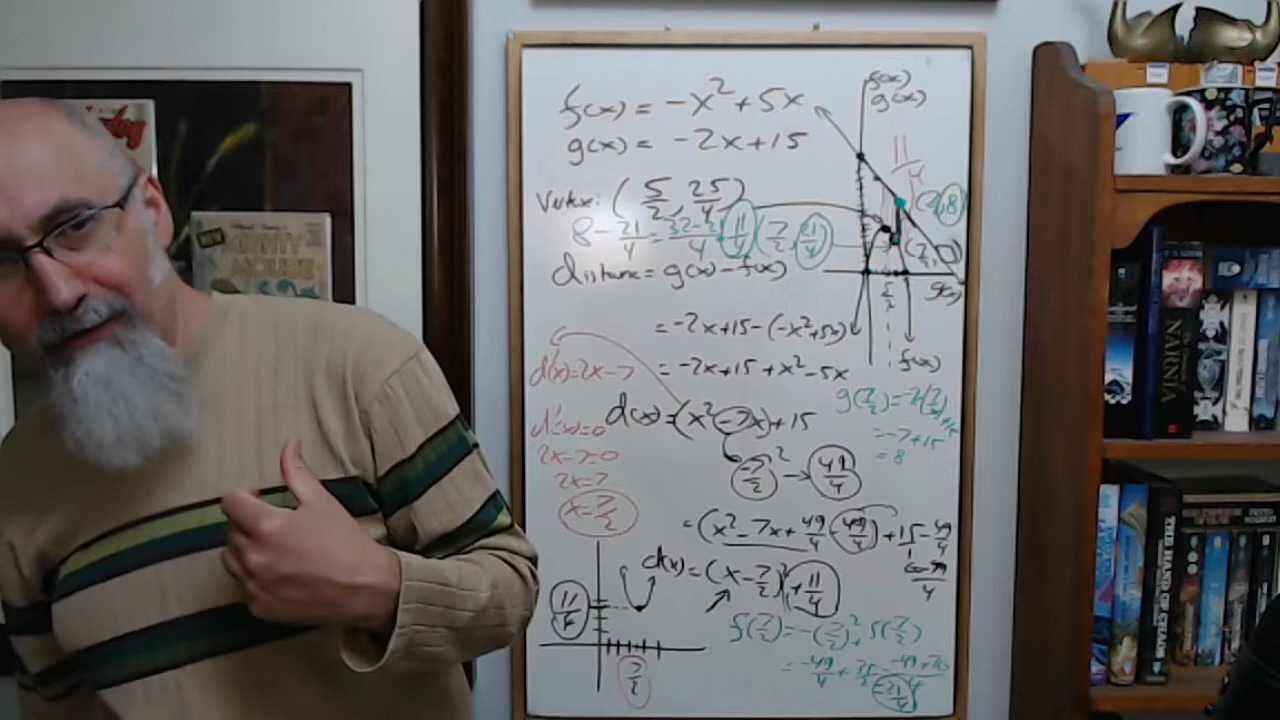 f(x) = -x² + 5x
g(x) = -2x + 15
Vertex: (5/2, 25/4)
8 - 21/4 = 32-21/4 = 11/4 (7/2, 21/4)
distance = g(x) - f(x)
= -2x + 15 - (-x² + 5x)
= -2x + 15 + x² - 5x
d(x) = (x² - 7x) + 15
-7/2 ² → 49/4
= (x² - 7x + 49/4 - 49/4) + 15 - 49/4
60-49/4
d(x) = (x - 7/2)² + 11/4
d'(x) = 2x - 7
d'(x) = 0
2x - 7 = 0
2x = 7
x = 7/2
11/4
7/2
f(x)
g(x)
11/4
5/2
f(x)
g(7/2) = -2(7/2) + 15
= -7 + 15
= 8
f(7/2) = -(7/2)² + 5(7/2)
= -49/4 + 35/2 = -49+70/4
= 21/4
NEW
MIGHTY
MOUSE
NARNIA